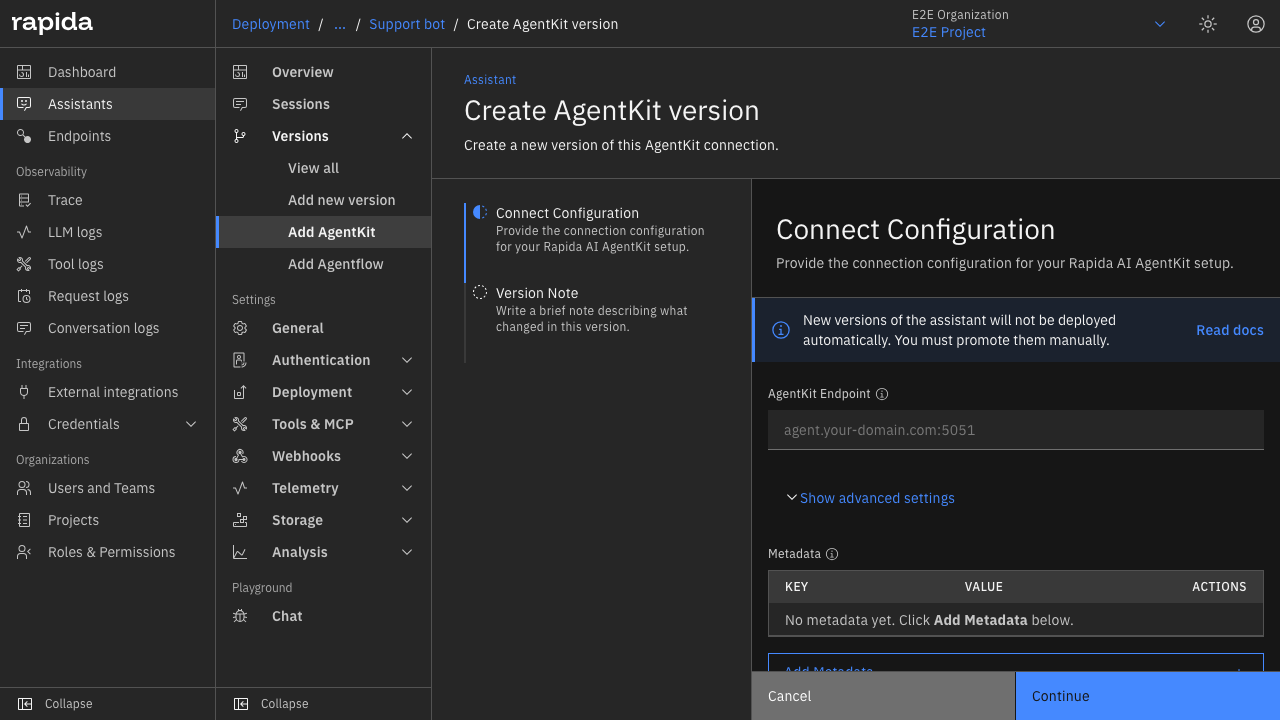 rapida
Deployment / ... / Support bot / Create AgentKit version
E2E Organization
E2E Project
Dashboard
Assistants
Endpoints
Observability
Trace
LLM logs
Tool logs
Request logs
Conversation logs
Integrations
External integrations
Credentials
Organizations
Users and Teams
Projects
Roles & Permissions
Collapse
Overview
Sessions
Versions
View all
Add new version
Add AgentKit
Add Agentflow
Settings
General
Authentication
Deployment
Tools & MCP
Webhooks
Telemetry
Storage
Analysis
Playground
Chat
Collapse
Assistant
Create AgentKit version
Create a new version of this AgentKit connection.
Connect Configuration
Provide the connection configuration
for your Rapida AI AgentKit setup.
Version Note
Write a brief note describing what
changed in this version.
Connect Configuration
Provide the connection configuration for your Rapida AI AgentKit setup.
New versions of the assistant will not be deployed
automatically. You must promote them manually.
Read docs
AgentKit Endpoint
agent.your-domain.com:5051
Show advanced settings
Metadata
KEY VALUE ACTIONS
No metadata yet. Click Add Metadata below.
Add Metadata
Cancel
Continue